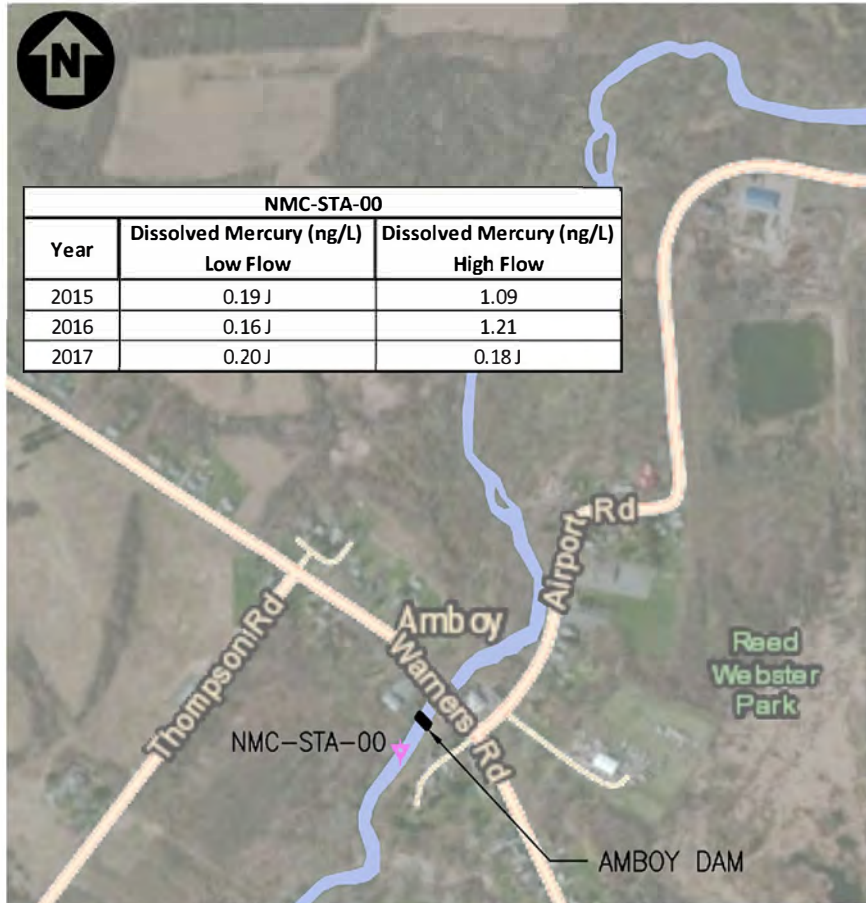 N
NMC-STA-00
Year
Dissolved Mercury (ng/L)
Low Flow
Dissolved Mercury (ng/L)
High Flow
2015 0.19 J 1.09
2016 0.16 J 1.21
2017 0.20 J 0.18 J
Airport Rd
Thompson Rd
Amboy
Warners Rd
Reed
Webster
Park
NMC-STA-00
AMBOY DAM